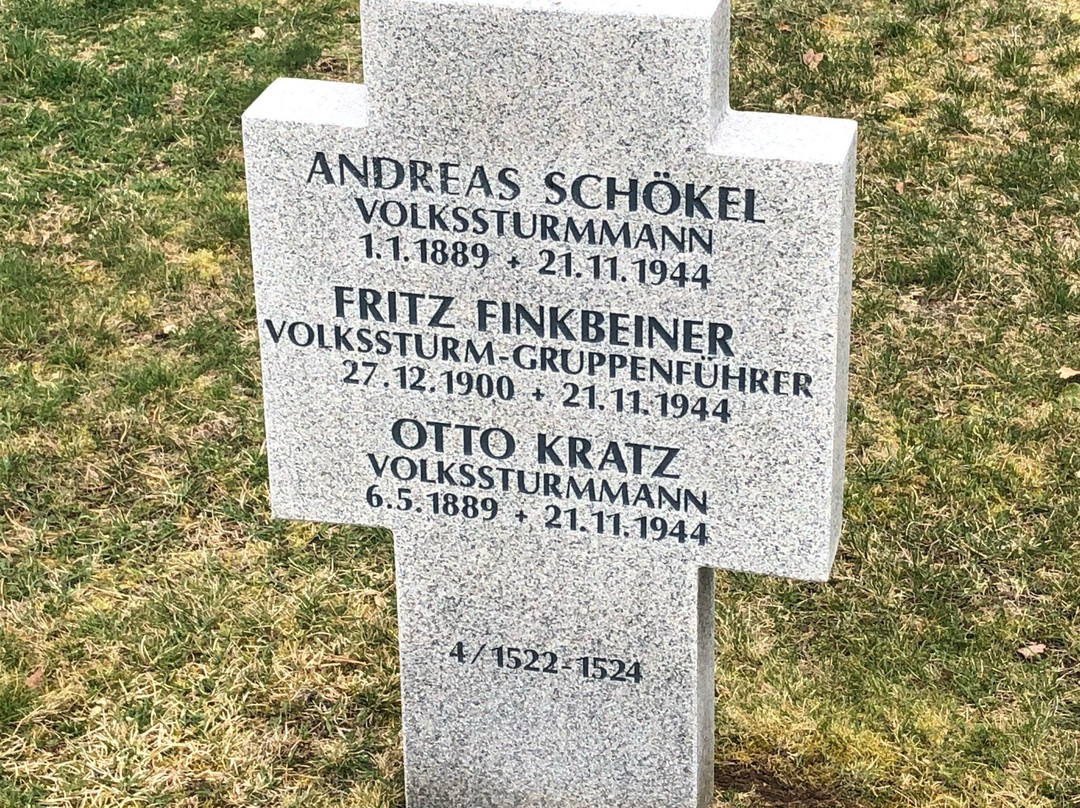 ANDREAS SCHÖKEL
VOLKSSTURMMANN
1.1.1889 + 21.11.1944
FRITZ FINKBEINER
VOLKSSTURM-GRUPPENFÜHRER
27.12.1900 + 21.11.1944
OTTO KRATZ
VOLKSSTURMMANN
6.5.1889 + 21.11.1944
4/1522-1524